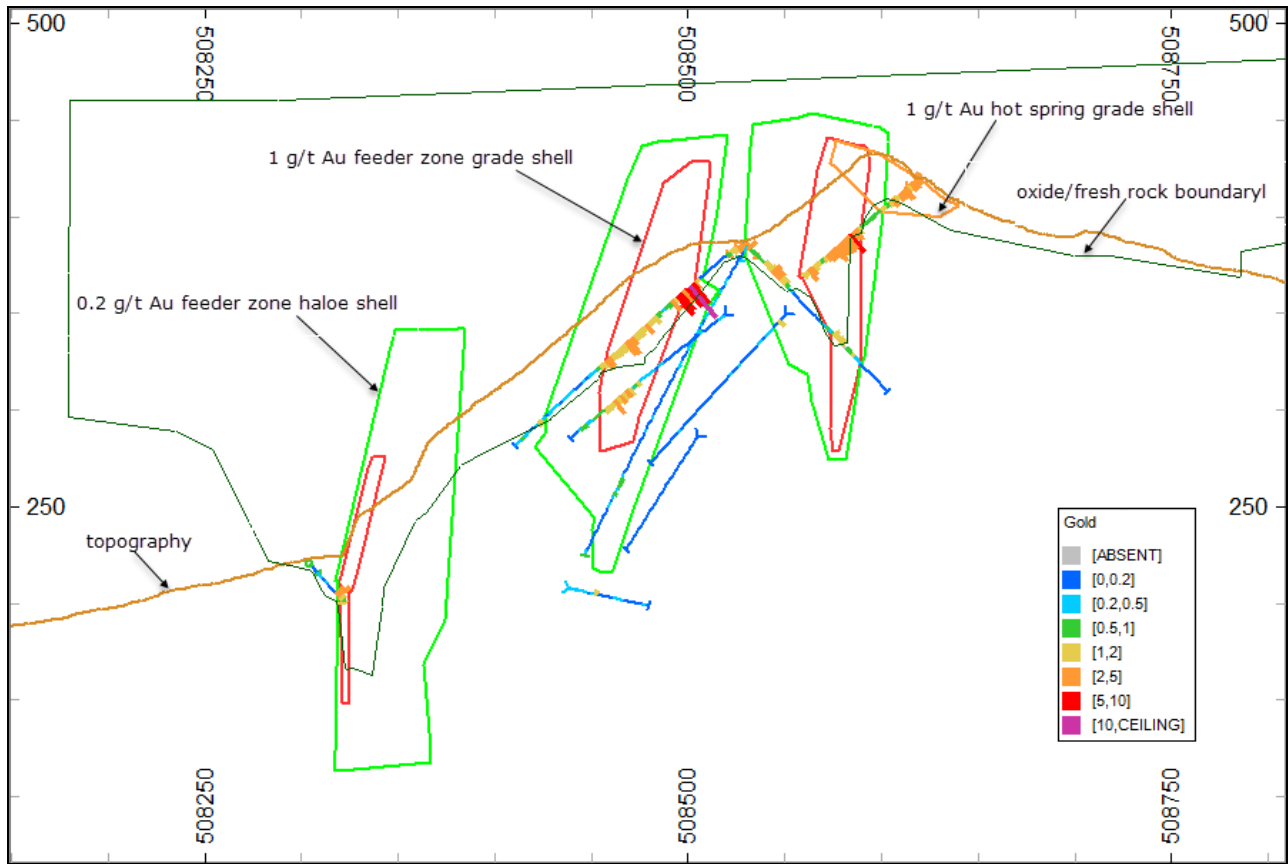 500
508250
508500
508750
500
1 g/t Au hot spring grade shell
1 g/t Au feeder zone grade shell
oxide/fresh rock boundaryl
0.2 g/t Au feeder zone haloe shell
250
250
topography
Gold
[ABSENT]
[0,0.2]
[0.2,0.5]
[0.5,1]
[1,2]
[2,5]
[5,10]
[10,CEILING]
508250
508500
508750